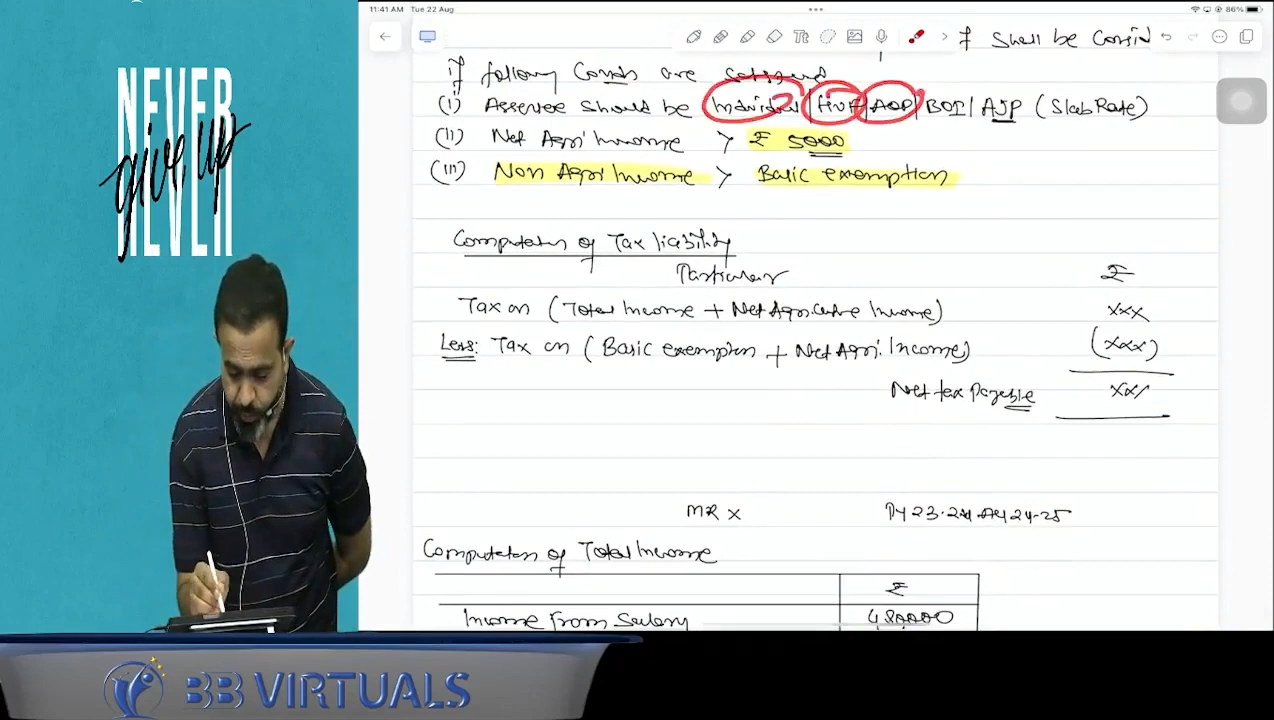 11:41 AM Tue 22 Aug
86%
NEVER
give up
NEVER
If shall be Consid
if following Conds are satisfied
(i) Assessee should be Individual | HUF | AOP | BOI | AJP (Slab Rate)
(ii) Net Agri Income > ₹ 5000
(iii) Non Agri Income > Basic exemption
Computation of Tax liability
Particulars ₹
Tax on (Total Income + Net Agriculture Income) xxx
Less: Tax on (Basic exemption + Net Agri. Income) (xxx)
Net tax Payable xxx
MR X PY 23-24 AY 24-25
Computation of Total Income
₹
Income from Salary 480000
BB VIRTUALS